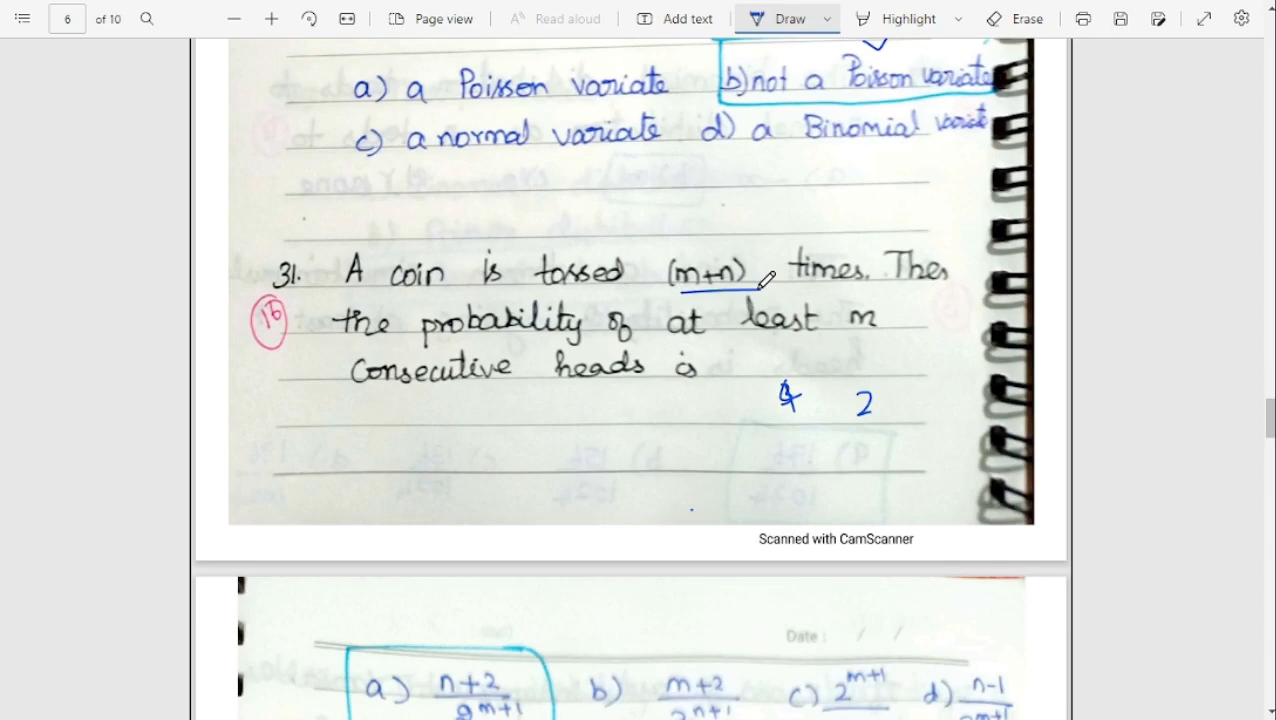 6 of 10 Page view Read aloud Add text Draw Highlight Erase
a) a Poisson variate b) not a Poisson variate
c) a normal variate d) a Binomial variate
31. A coin is tossed (m+n) times. Then
16 the probability of at least m
consecutive heads is
4 2
Scanned with CamScanner
Date : / /
a) n+2 b) m+2 c) 2^m+1 d) n-1
2^m+1 2^n+1